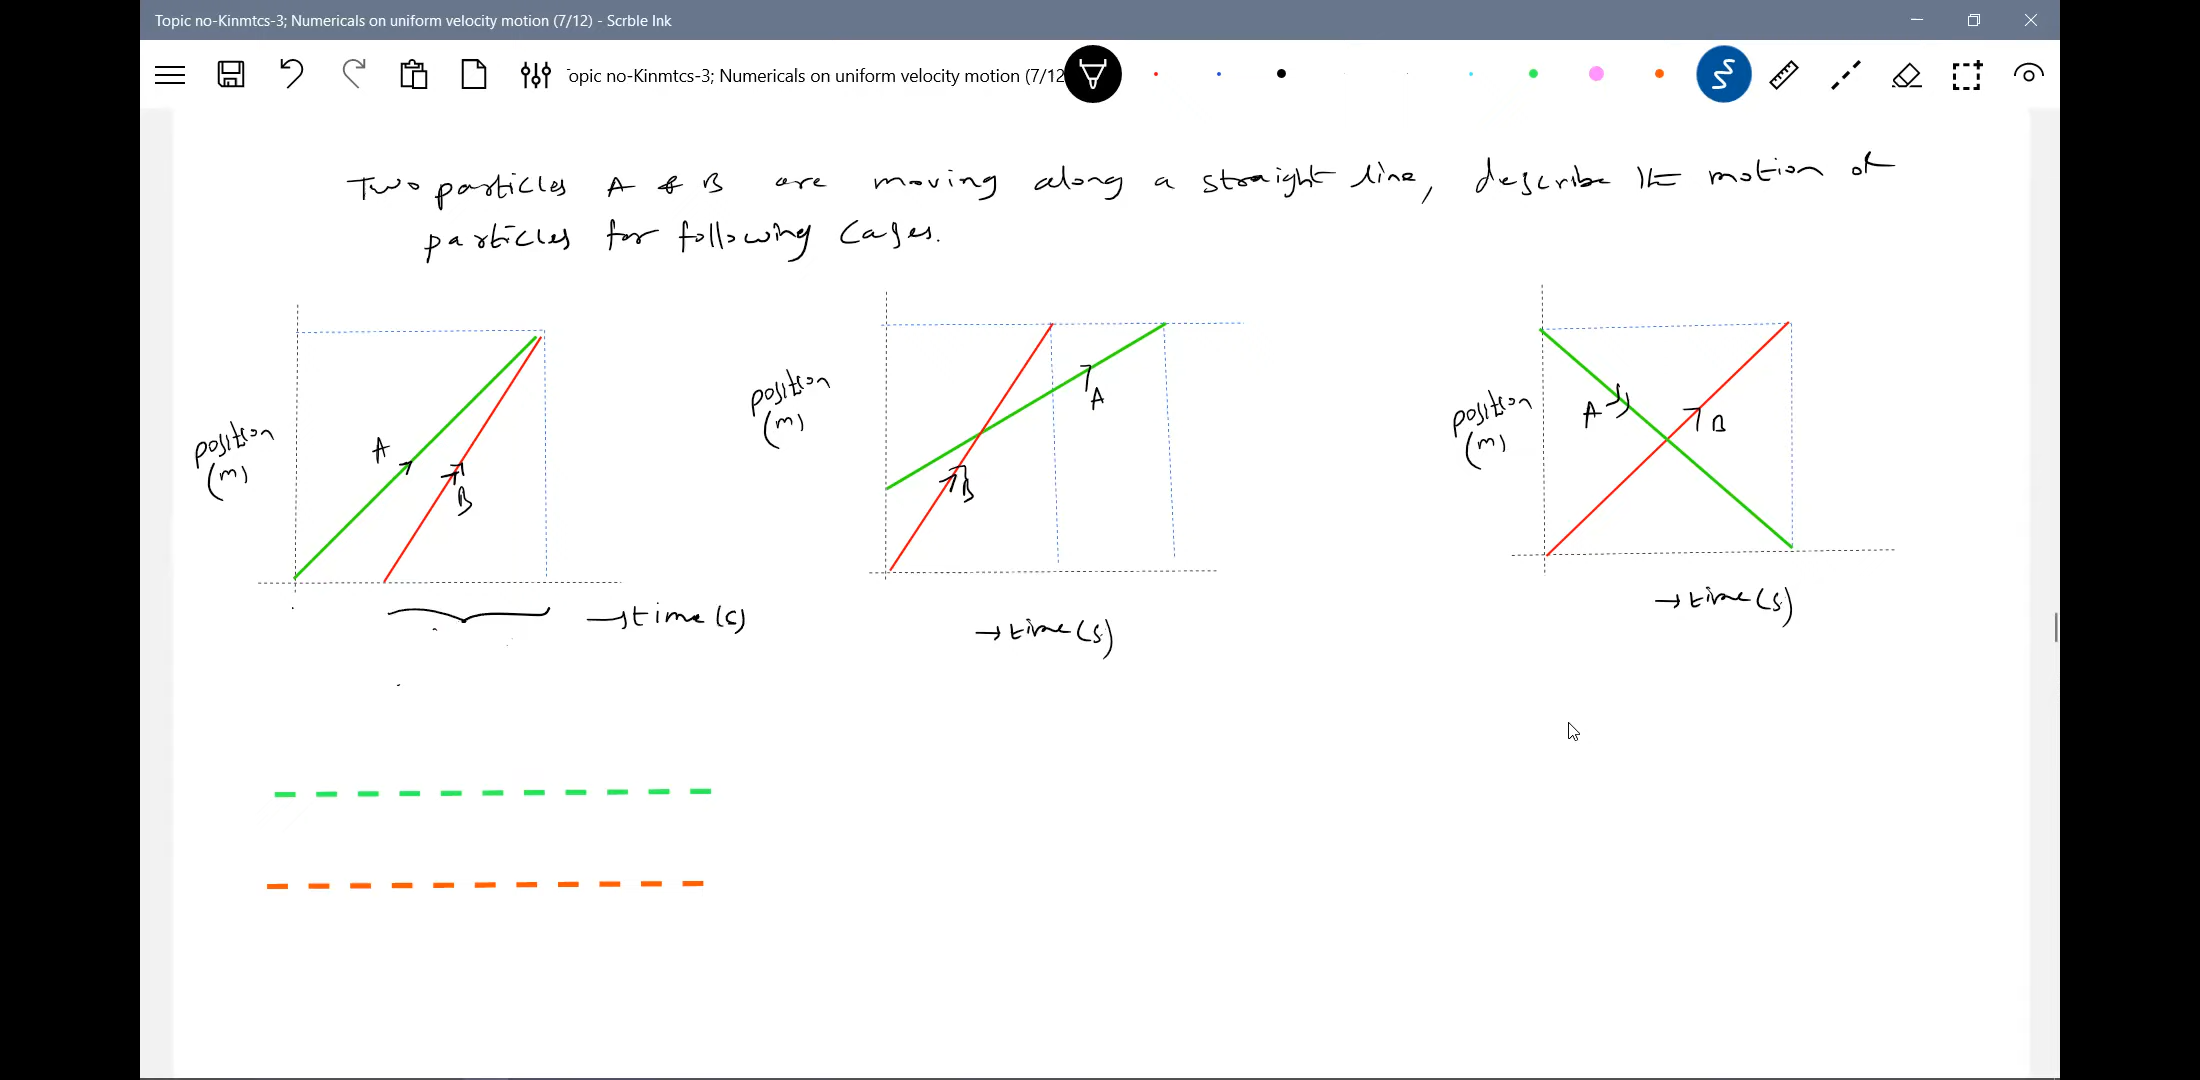 Topic no-Kinmtcs-3; Numericals on uniform velocity motion (7/12) - Scrble Ink
opic no-Kinmtcs-3; Numericals on uniform velocity motion (7/12
Two particles A & B are moving along a straight line, describe the motion of
particles for following cases.
position
(m)
A
B
→ time (s)
position
(m)
A
B
→ time (s)
position
(m)
A
B
→ time (s)